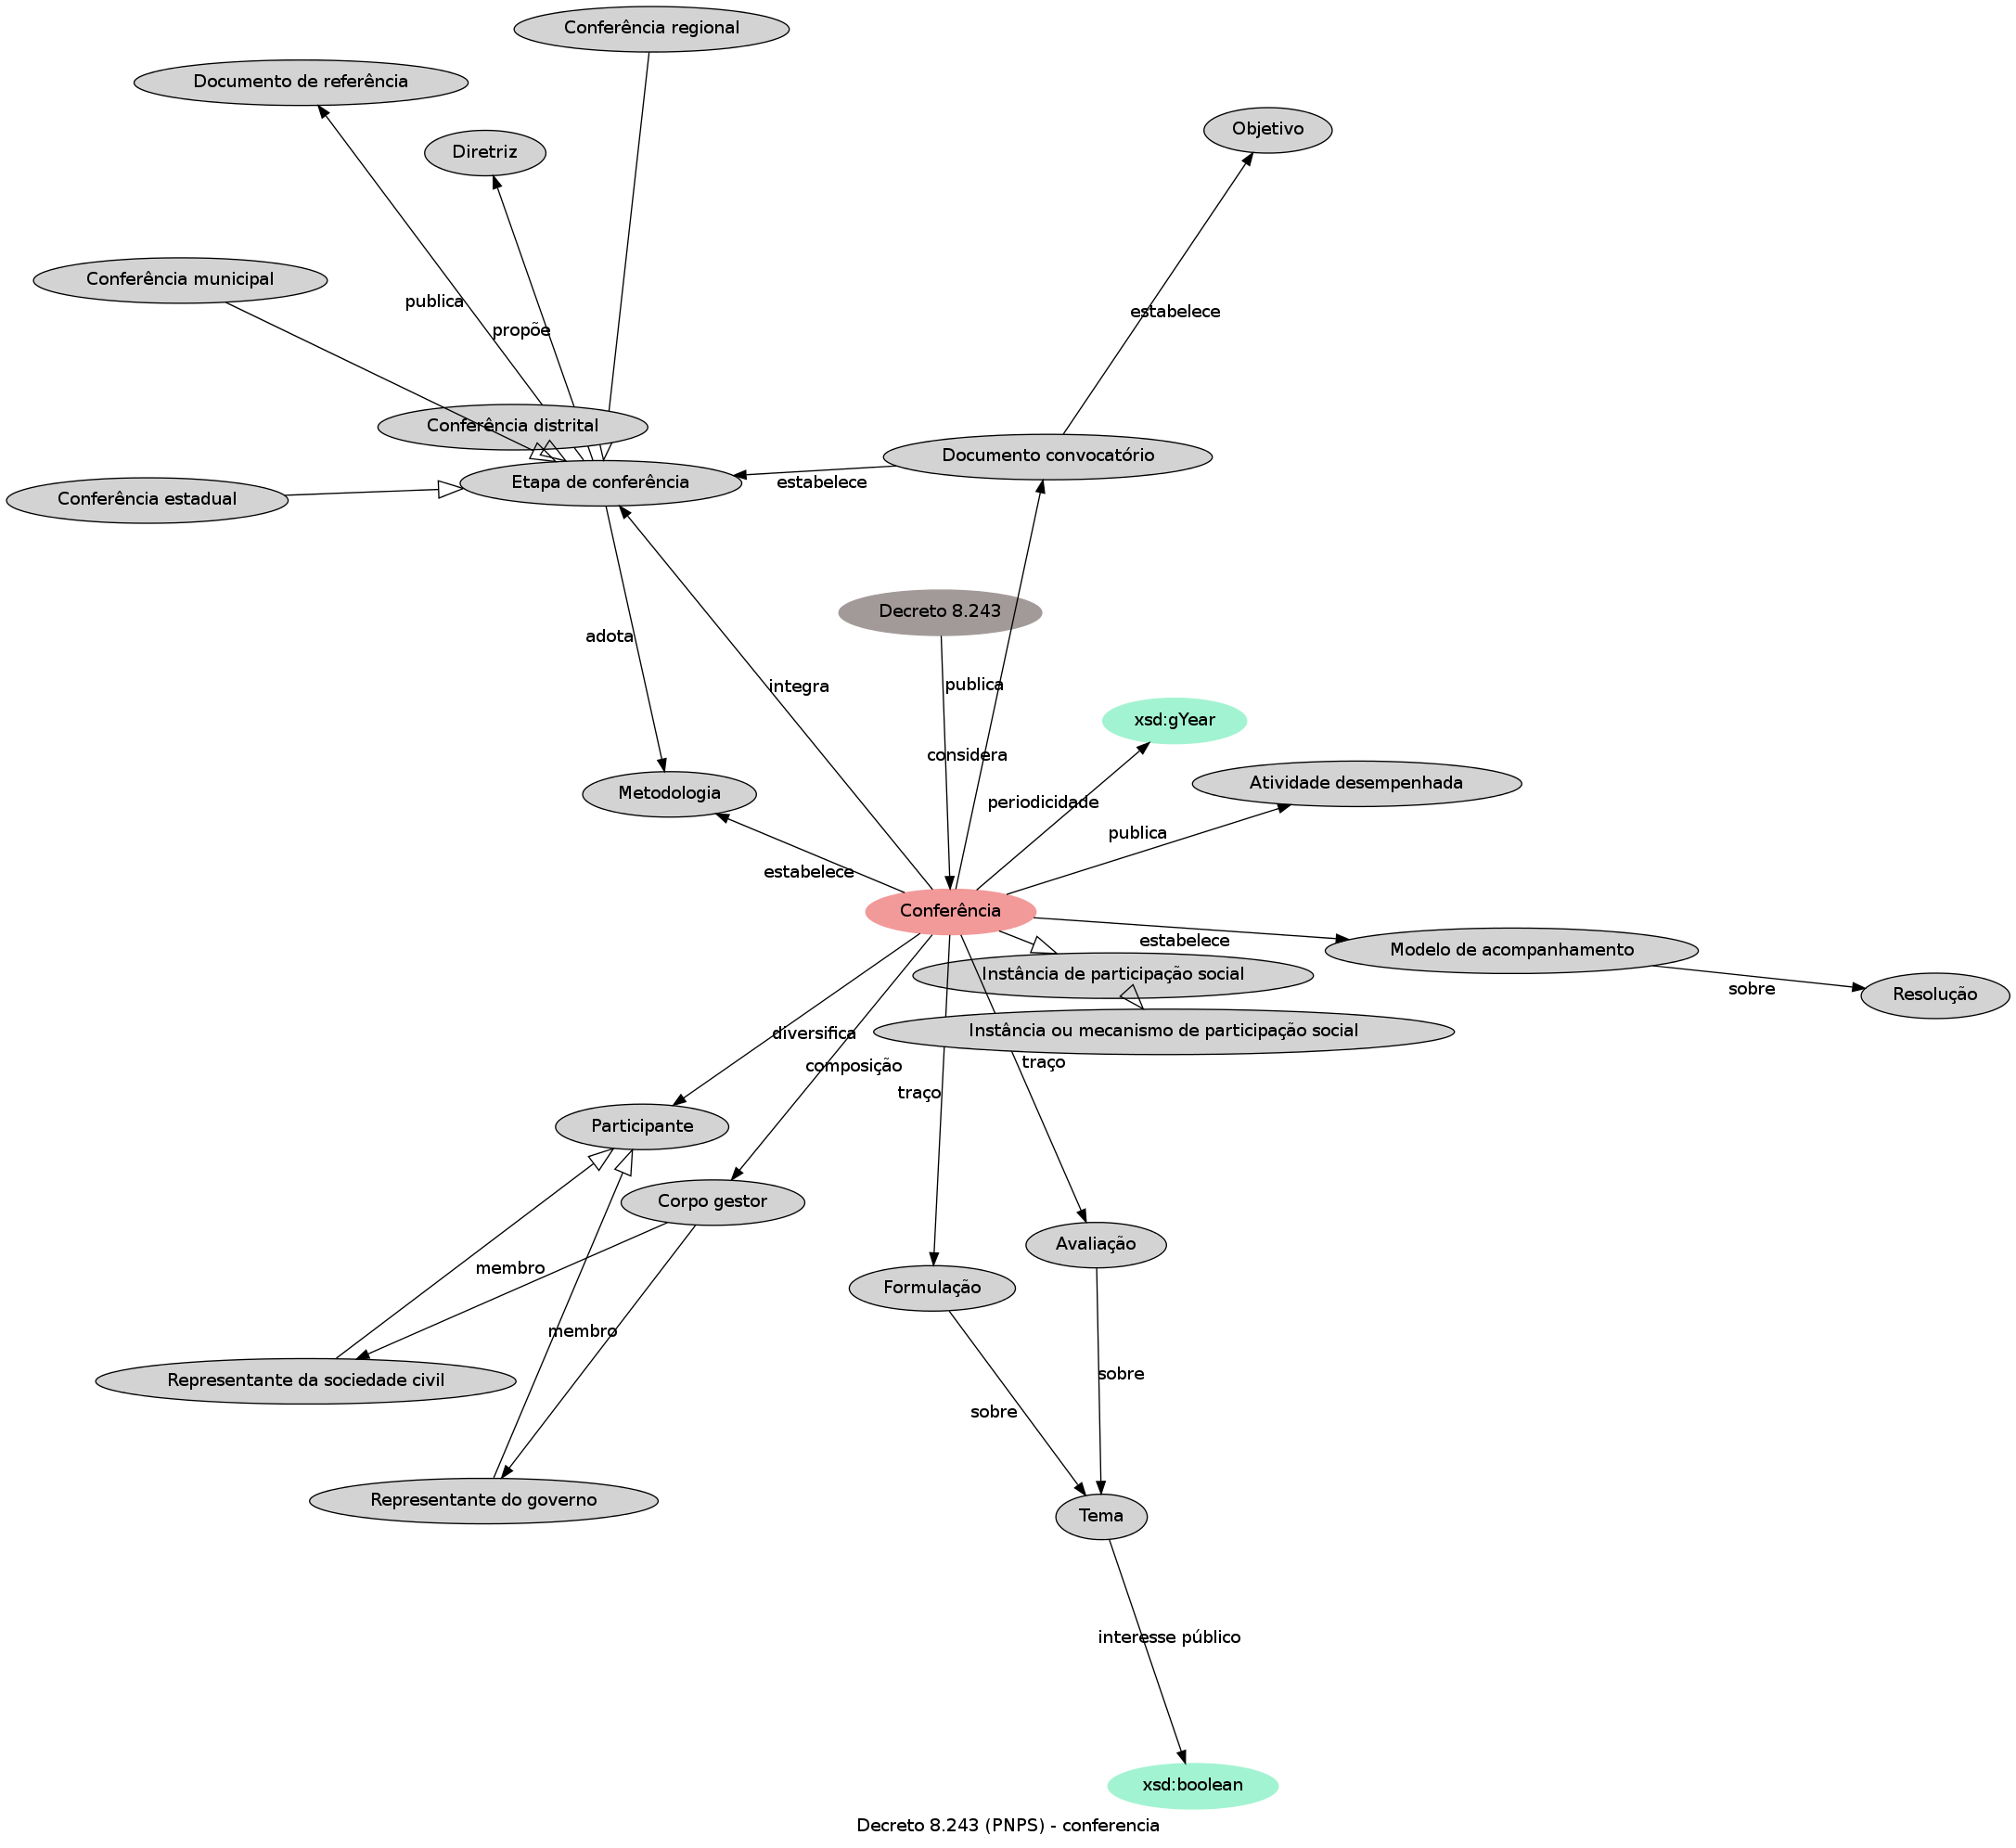 Conferência regional
Documento de referência
Objetivo
Diretriz
Conferência municipal
publica
estabelece
propõe
Conferência distrital
Documento convocatório
Etapa de conferência
estabelece
Conferência estadual
Decreto 8.243
adota
publica
integra
xsd:gYear
considera
Atividade desempenhada
Metodologia
periodicidade
publica
estabelece
Conferência
estabelece
Modelo de acompanhamento
Instância de participação social
sobre
Resolução
Instância ou mecanismo de participação social
diversifica
composição
traço
traço
Participante
Corpo gestor
Avaliação
membro
Formulação
membro
sobre
Representante da sociedade civil
sobre
Representante do governo
Tema
interesse público
xsd:boolean
Decreto 8.243 (PNPS) - conferencia